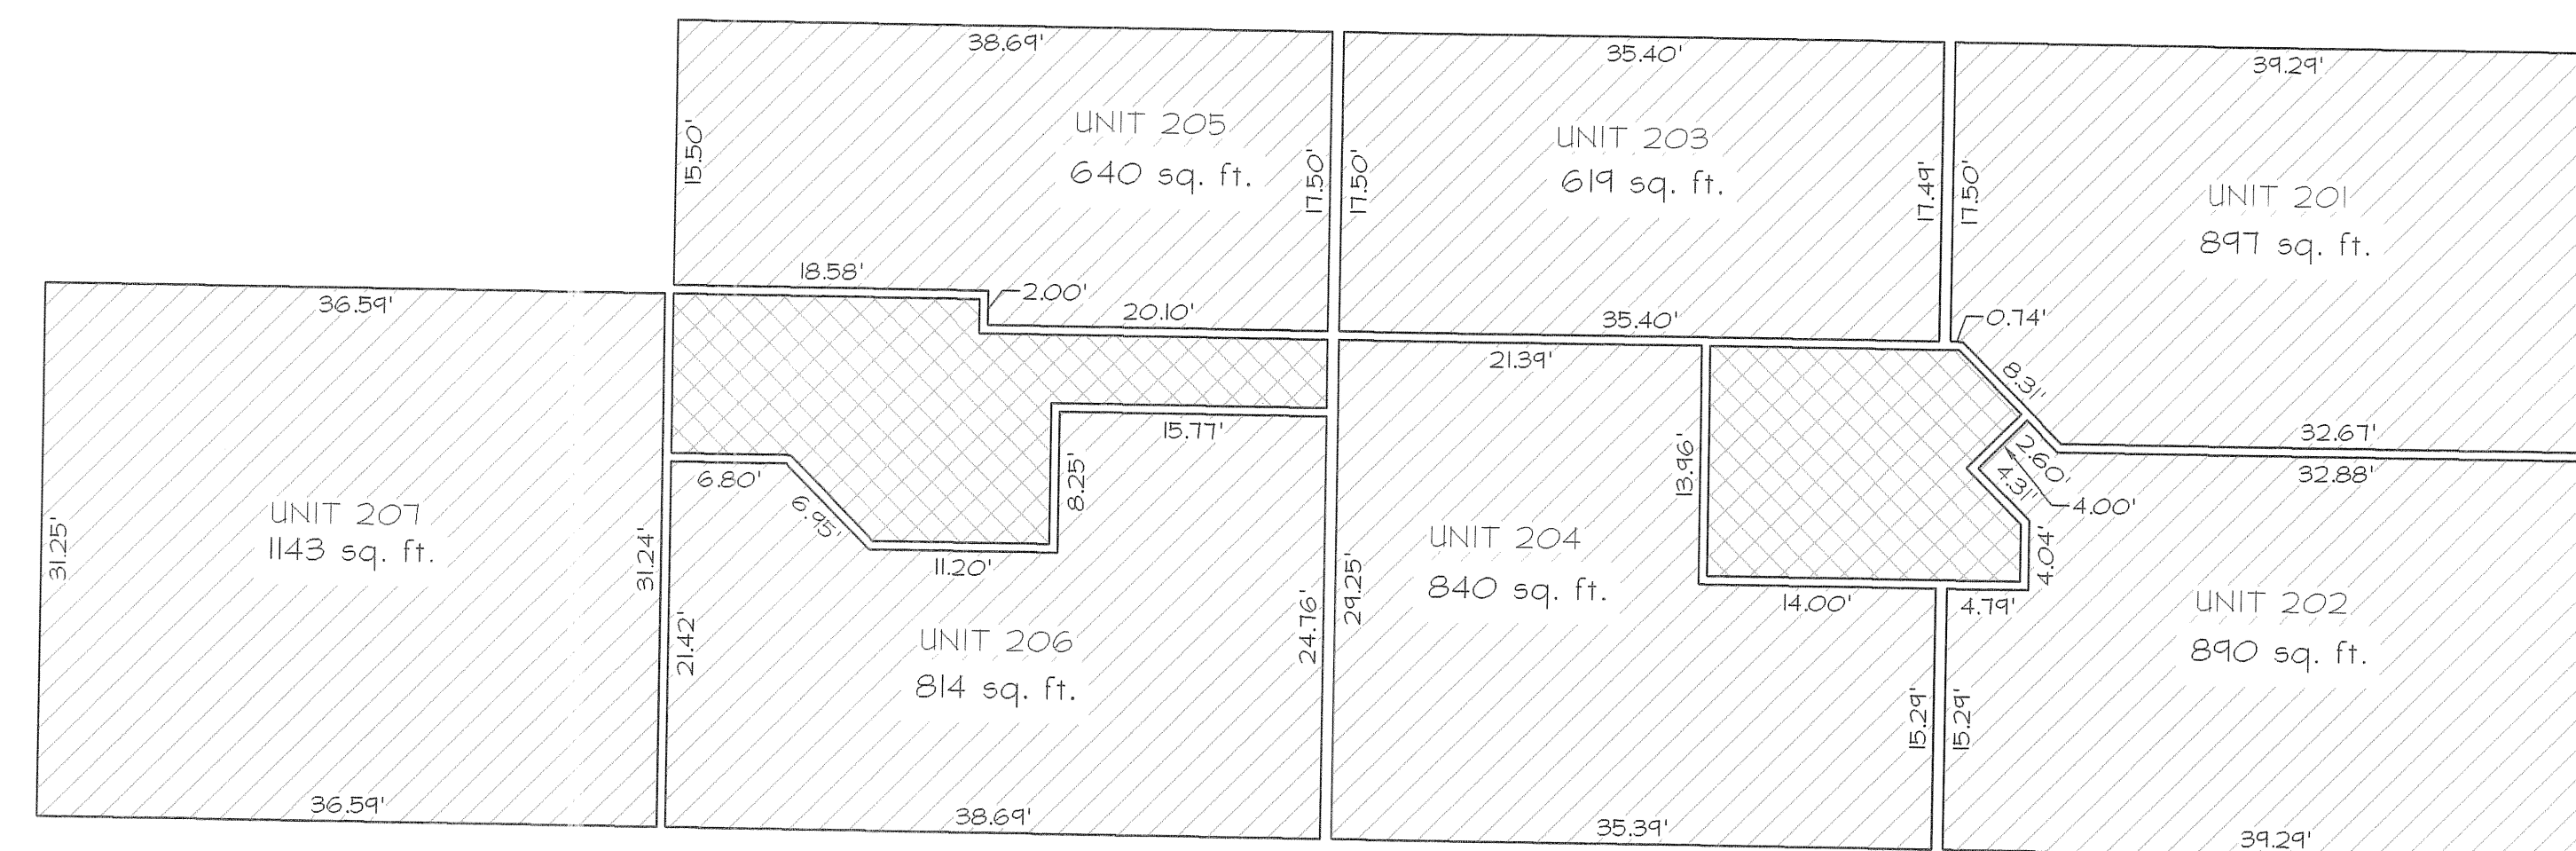 38.69'
35.40'
39.29'
UNIT 205
640 sq. ft.
15.50'
17.50'
17.50'
UNIT 203
619 sq. ft.
17.49'
17.50'
UNIT 201
897 sq. ft.
18.58'
2.00'
20.10'
35.40'
0.74'
8.31'
32.67'
36.59'
21.39'
15.77'
32.88'
2.60'
4.31'
4.00'
6.80'
6.95'
8.25'
13.96'
11.20'
4.04'
31.25'
UNIT 207
1143 sq. ft.
31.24'
UNIT 204
840 sq. ft.
29.25'
14.00'
4.79'
UNIT 202
890 sq. ft.
21.42'
UNIT 206
814 sq. ft.
24.76'
15.29'
15.29'
36.59'
38.69'
35.39'
39.29'